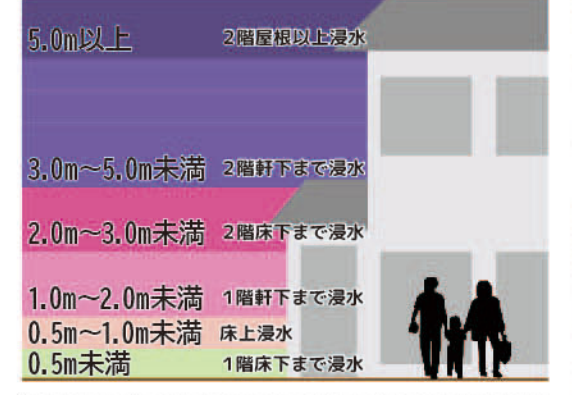 5.0m以上 2階屋根以上浸水
3.0m～5.0m未満 2階軒下まで浸水
2.0m～3.0m未満 2階床下まで浸水
1.0m～2.0m未満 1階軒下まで浸水
0.5m～1.0m未満 床上浸水
0.5m未満 1階床下まで浸水